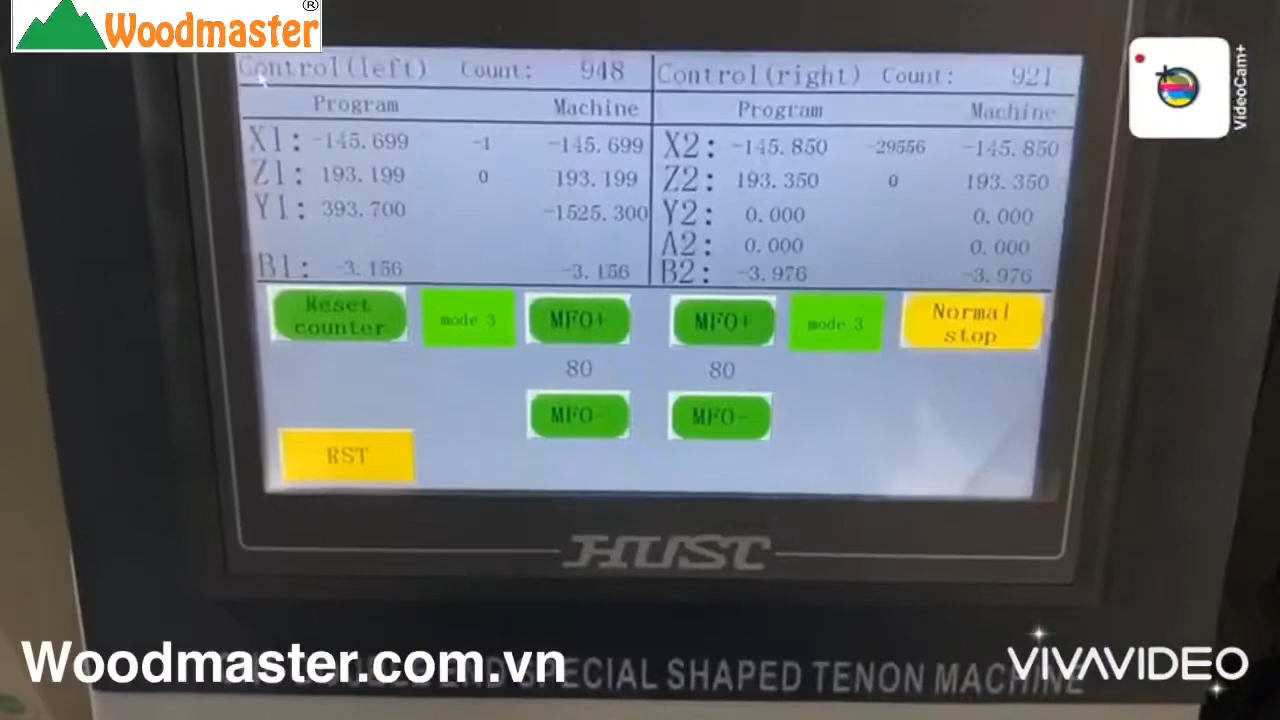 Woodmaster®
VideoCam+
Control(left) Count: 948
Program Machine
X1: -145.699 -1 -145.699
Z1: 193.199 0 193.199
Y1: 393.700 -1525.300
B1: -3.156 -3.156
Control(right) Count: 921
Program Machine
X2: -145.850 -29556 -145.850
Z2: 193.350 0 193.350
Y2: 0.000 0.000
A2: 0.000 0.000
B2: -3.976 -3.976
Reset
counter
mode 3
MFO+
MFO+
mode 3
Normal
stop
80
80
MFO-
MFO-
RST
HUST
Woodmaster.com.vn
END SPECIAL SHAPED TENON MACHINE
VIVAVIDEO